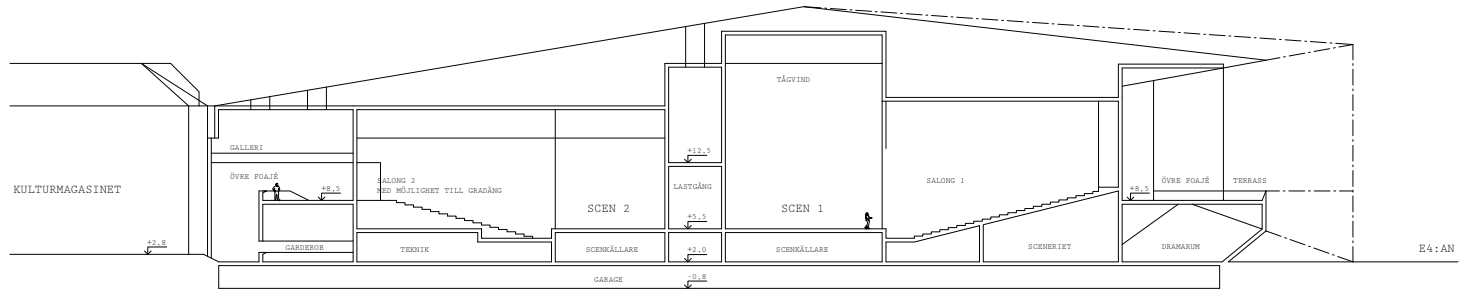 TÅGVIND
GALLERI
+12,5
KULTURMAGASINET
ÖVRE FOAJÉ
+8,5
SALONG 2
MED MÖJLIGHET TILL GRADÄNG
LASTGÅNG
SALONG 1
+8,5
ÖVRE FOAJÉ
TERRASS
SCEN 2
SCEN 1
+5,5
+2,8
GARDEROB
TEKNIK
SCENKÄLLARE
+2,0
SCENKÄLLARE
SCENERIET
DRAMARUM
E4:AN
GARAGE
-0,8